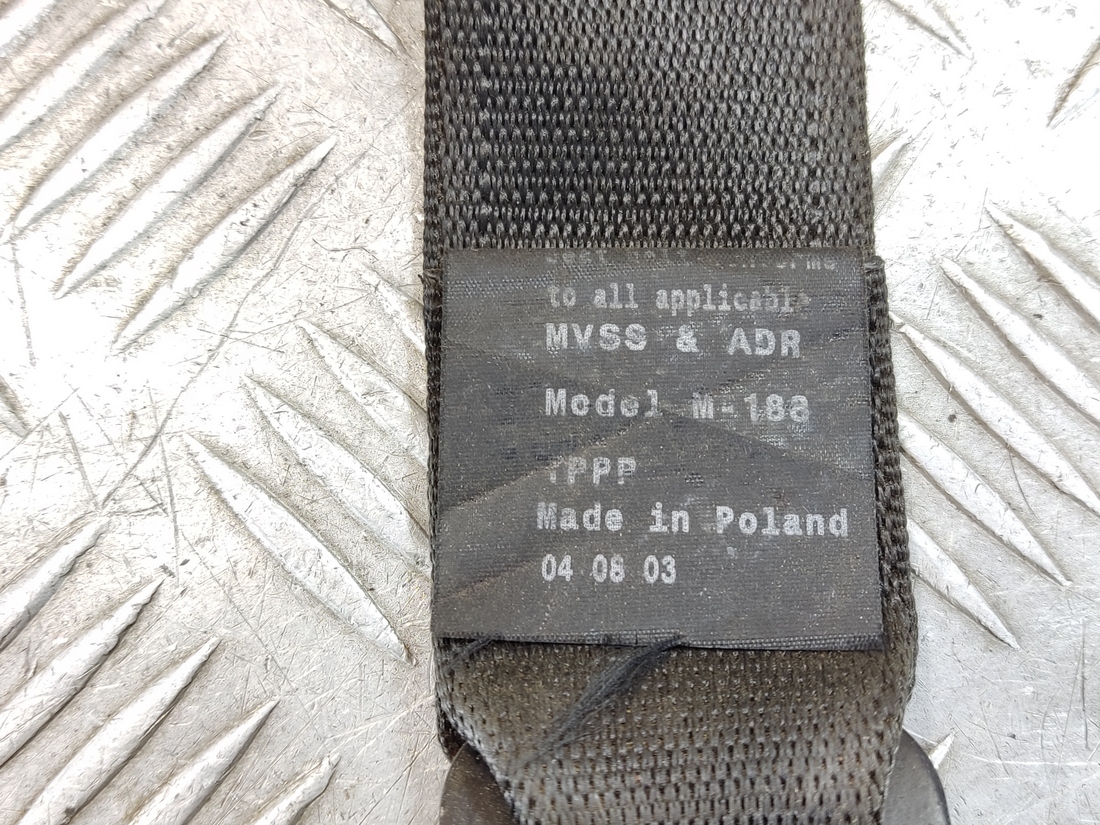 to all applicable
MVSS & ADR
Model M-188
TPPP
Made in Poland
04 08 03